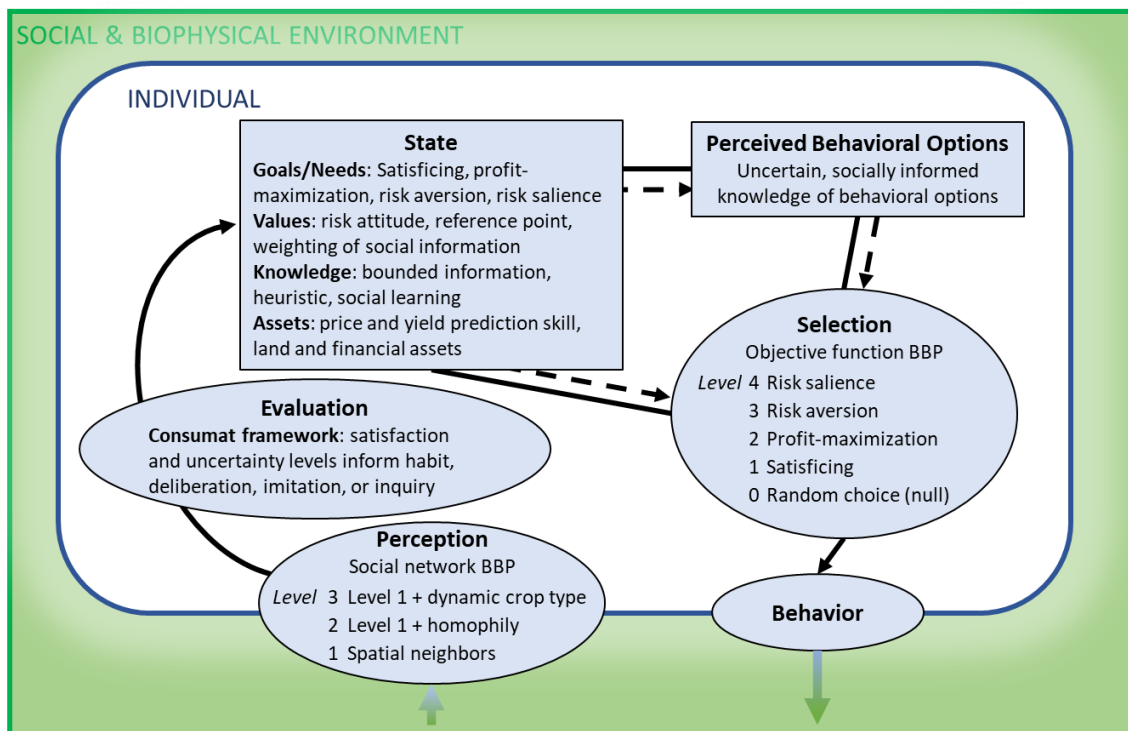 SOCIAL & BIOPHYSICAL ENVIRONMENT
INDIVIDUAL
State
Goals/Needs: Satisficing, profit-
maximization, risk aversion, risk salience
Values: risk attitude, reference point,
weighting of social information
Knowledge: bounded information,
heuristic, social learning
Assets: price and yield prediction skill,
land and financial assets
Perceived Behavioral Options
Uncertain, socially informed
knowledge of behavioral options
Selection
Objective function BBP
Level 4 Risk salience
3 Risk aversion
2 Profit-maximization
1 Satisficing
0 Random choice (null)
Evaluation
Consumat framework: satisfaction
and uncertainty levels inform habit,
deliberation, imitation, or inquiry
Perception
Social network BBP
Level 3 Level 1 + dynamic crop type
2 Level 1 + homophily
1 Spatial neighbors
Behavior